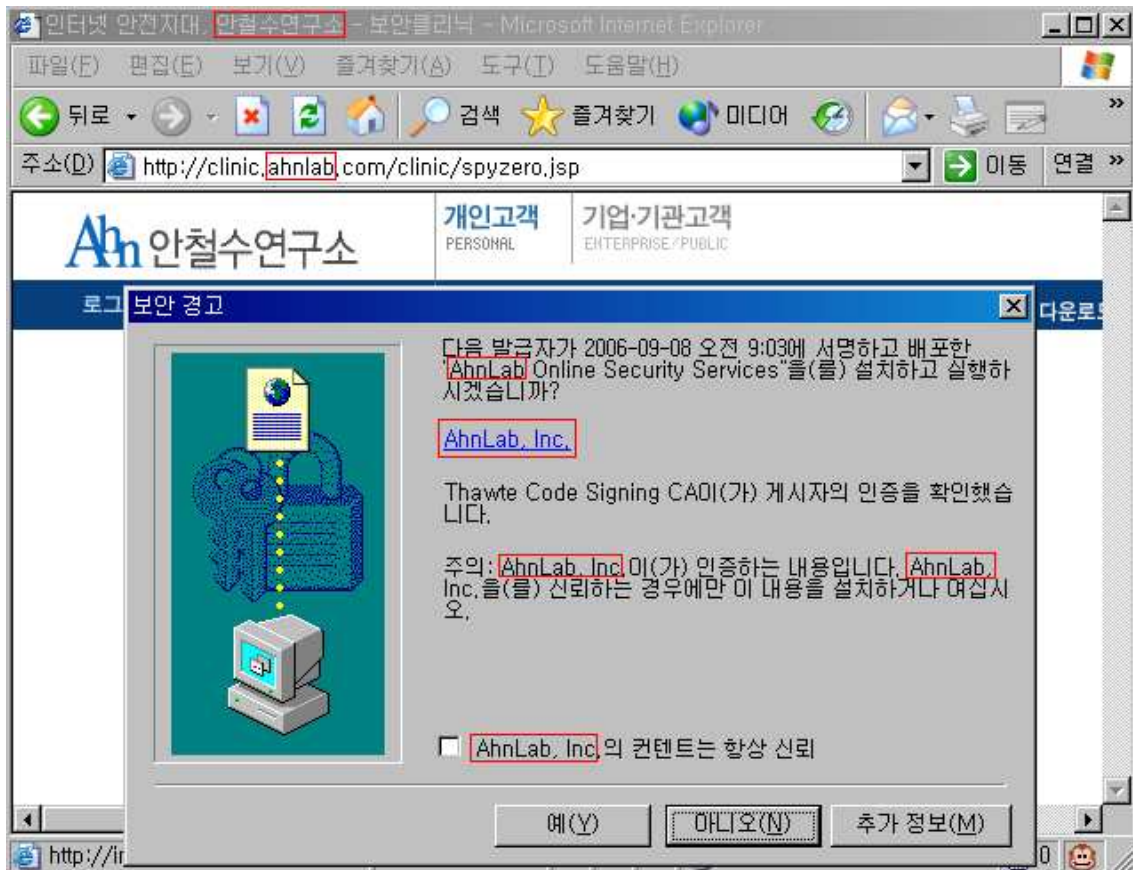 인터넷 안전지대, 안철수연구소 - 보안클리닉 - Microsoft Internet Explorer
파일(F) 편집(E) 보기(V) 즐겨찾기(A) 도구(T) 도움말(H)
뒤로 검색 즐겨찾기 미디어 »
주소(D) http://clinic.ahnlab.com/clinic/spyzero.jsp 이동 연결 »
Ahn 안철수연구소
개인고객 기업·기관고객
PERSONAL ENTERPRISE/PUBLIC
로그
다운로드
보안 경고
다음 발급자가 2006-09-08 오전 9:03에 서명하고 배포한
"AhnLab Online Security Services"을(를) 설치하고 실행하
시겠습니까?
AhnLab, Inc.
Thawte Code Signing CA이(가) 게시자의 인증을 확인했습
니다.
주의: AhnLab, Inc.이(가) 인증하는 내용입니다. AhnLab,
Inc.을(를) 신뢰하는 경우에만 이 내용을 설치하거나 여십시
오.
AhnLab, Inc.의 컨텐트는 항상 신뢰
예(Y) 아니오(N) 추가 정보(M)
http://ir
0